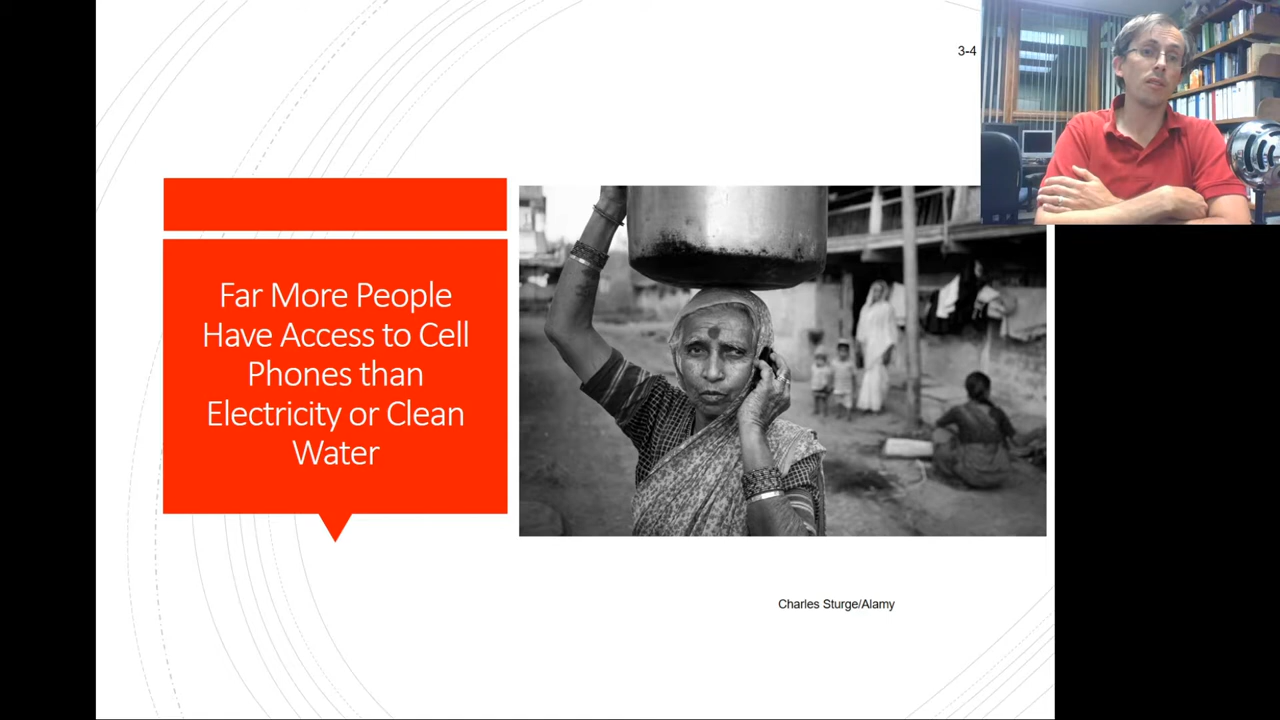 3-4
Far More People
Have Access to Cell
Phones than
Electricity or Clean
Water
Charles Sturge/Alamy